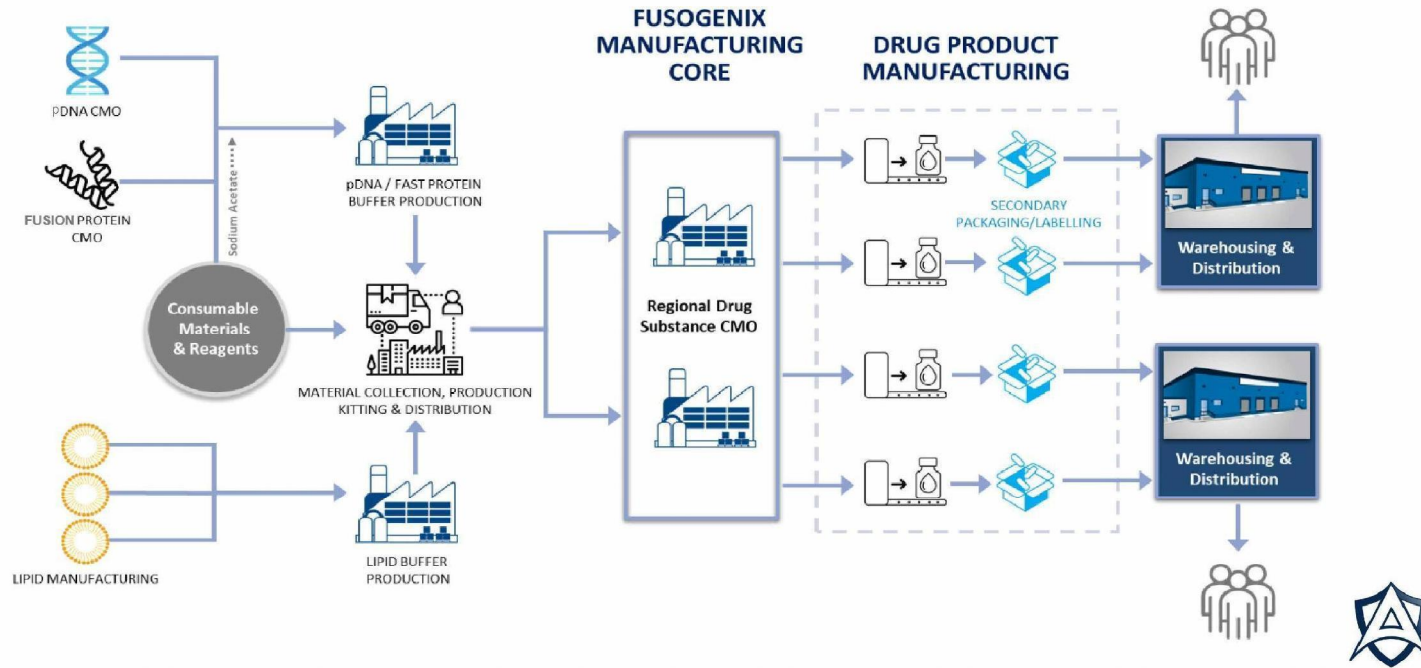 FUSOGENIX
MANUFACTURING
CORE
DRUG PRODUCT
MANUFACTURING
pDNA CMO
FUSION PROTEIN
CMO
Sodium Acetate
pDNA / FAST PROTEIN
BUFFER PRODUCTION
Consumable
Materials
& Reagents
MATERIAL COLLECTION, PRODUCTION
KITTING & DISTRIBUTION
LIPID MANUFACTURING
LIPID BUFFER
PRODUCTION
Regional Drug
Substance CMO
SECONDARY
PACKAGING/LABELLING
Warehousing &
Distribution
Warehousing &
Distribution